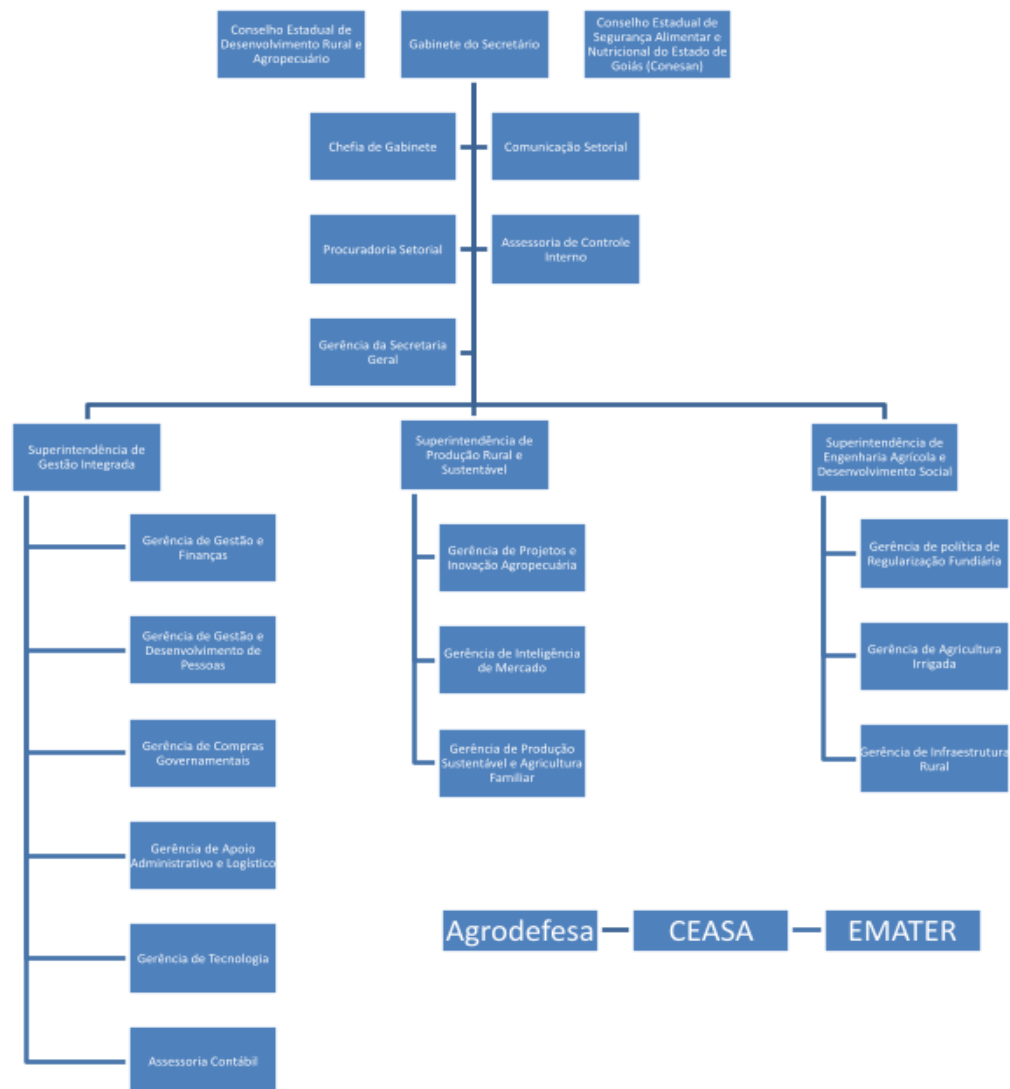 Conselho Estadual de
Desenvolvimento Rural e
Agropecuário
Gabinete do Secretário
Conselho Estadual de
Segurança Alimentar e
Nutricional do Estado de
Goiás (Conesan)
Chefia de Gabinete
Comunicação Setorial
Procuradoria Setorial
Assessoria de Controle
Interno
Gerência da Secretaria
Geral
Superintendência de
Gestão Integrada
Superintendência de
Produção Rural e
Sustentável
Superintendência de
Engenharia Agrícola e
Desenvolvimento Social
Gerência de Gestão e
Finanças
Gerência de Gestão e
Desenvolvimento de
Pessoas
Gerência de Compras
Governamentais
Gerência de Apoio
Administrativo e Logístico
Gerência de Tecnologia
Assessoria Contábil
Gerência de Projetos e
Inovação Agropecuária
Gerência de Inteligência
de Mercado
Gerência de Produção
Sustentável e Agricultura
Familiar
Gerência de política de
Regularização Fundiária
Gerência de Agricultura
Irrigada
Gerência de Infraestrutura
Rural
Agrodefesa
CEASA
EMATER